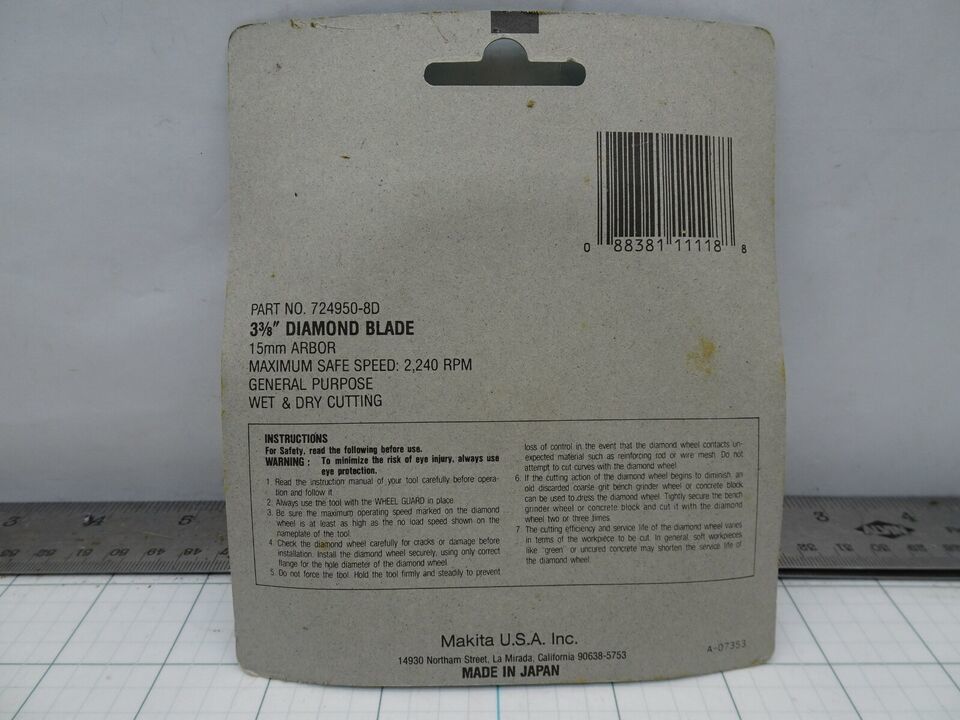 0 88381 11118 8
PART NO. 724950-8D
3⅜" DIAMOND BLADE
15mm ARBOR
MAXIMUM SAFE SPEED: 2,240 RPM
GENERAL PURPOSE
WET & DRY CUTTING
INSTRUCTIONS
For Safety, read the following before use.
WARNING : To minimize the risk of eye injury, always use
eye protection.
1. Read the instruction manual of your tool carefully before opera-
tion and follow it.
2. Always use the tool with the WHEEL GUARD in place.
3. Be sure the maximum operating speed marked on the diamond
wheel is at least as high as the no load speed shown on the
nameplate of the tool.
4. Check the diamond wheel carefully for cracks or damage before
installation. Install the diamond wheel securely, using only correct
flange for the hole diameter of the diamond wheel.
5. Do not force the tool. Hold the tool firmly and steadily to prevent
loss of control in the event that the diamond wheel contacts un-
expected material such as reinforcing rod or wire mesh. Do not
attempt to cut curves with the diamond wheel.
6. If the cutting action of the diamond wheel begins to diminish, an
old discarded coarse grit bench grinder wheel or concrete block
can be used to dress the diamond wheel. Tightly secure the bench
grinder wheel or concrete block and cut it with the diamond
wheel two or three times.
7. The cutting efficiency and service life of the diamond wheel varies
in terms of the workpiece to be cut. In general, soft workpieces
like "green" or uncured concrete may shorten the service life of
the diamond wheel.
Makita U.S.A. Inc.
14930 Northam Street, La Mirada, California 90638-5753
MADE IN JAPAN
A-07353
3 4 3 4